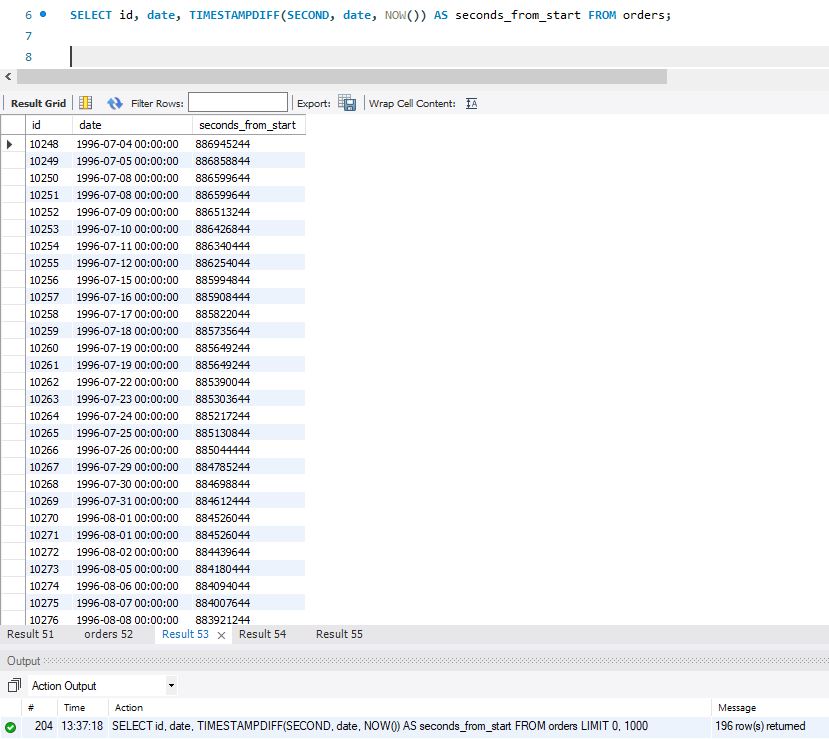 6 SELECT id, date, TIMESTAMPDIFF(SECOND, date, NOW()) AS seconds_from_start FROM orders;
7
8
Result Grid Filter Rows: Export: Wrap Cell Content: IA
id date seconds_from_start
10248 1996-07-04 00:00:00 886945244
10249 1996-07-05 00:00:00 886858844
10250 1996-07-08 00:00:00 886599644
10251 1996-07-08 00:00:00 886599644
10252 1996-07-09 00:00:00 886513244
10253 1996-07-10 00:00:00 886426844
10254 1996-07-11 00:00:00 886340444
10255 1996-07-12 00:00:00 886254044
10256 1996-07-15 00:00:00 885994844
10257 1996-07-16 00:00:00 885908444
10258 1996-07-17 00:00:00 885822044
10259 1996-07-18 00:00:00 885735644
10260 1996-07-19 00:00:00 885649244
10261 1996-07-19 00:00:00 885649244
10262 1996-07-22 00:00:00 885390044
10263 1996-07-23 00:00:00 885303644
10264 1996-07-24 00:00:00 885217244
10265 1996-07-25 00:00:00 885130844
10266 1996-07-26 00:00:00 885044444
10267 1996-07-29 00:00:00 884785244
10268 1996-07-30 00:00:00 884698844
10269 1996-07-31 00:00:00 884612444
10270 1996-08-01 00:00:00 884526044
10271 1996-08-01 00:00:00 884526044
10272 1996-08-02 00:00:00 884439644
10273 1996-08-05 00:00:00 884180444
10274 1996-08-06 00:00:00 884094044
10275 1996-08-07 00:00:00 884007644
10276 1996-08-08 00:00:00 883921244
Result 51 orders 52 Result 53 Result 54 Result 55
Output
Action Output
# Time Action Message
204 13:37:18 SELECT id, date, TIMESTAMPDIFF(SECOND, date, NOW()) AS seconds_from_start FROM orders LIMIT 0, 1000 196 row(s) returned